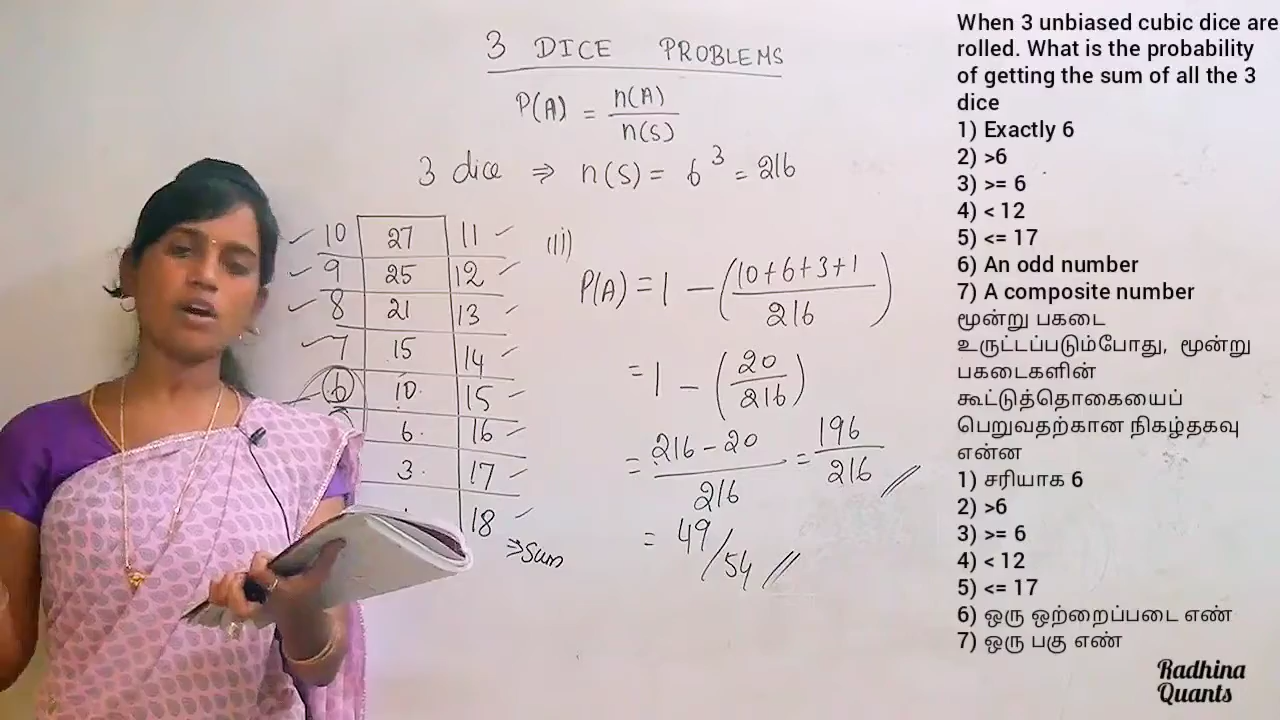 3 DICE PROBLEMS
P(A) = n(A)/n(S)
3 dice ⇒ n(S) = 6³ = 216
10 27 11
9 25 12
8 21 13
7 15 14
6 10 15
6 16
3 17
18
⇒ Sum
(ii)
P(A) = 1 - (10+6+3+1/216)
= 1 - (20/216)
= 216-20/216 = 196/216 //
= 49/54 //
When 3 unbiased cubic dice are
rolled. What is the probability
of getting the sum of all the 3
dice
1) Exactly 6
2) >6
3) >= 6
4) < 12
5) <= 17
6) An odd number
7) A composite number
மூன்று பகடை
உருட்டப்படும்போது, மூன்று
பகடைகளின்
கூட்டுத்தொகையைப்
பெறுவதற்கான நிகழ்தகவு
என்ன
1) சரியாக 6
2) >6
3) >= 6
4) < 12
5) <= 17
6) ஒரு ஒற்றைப்படை எண்
7) ஒரு பகு எண்
Radhina
Quants